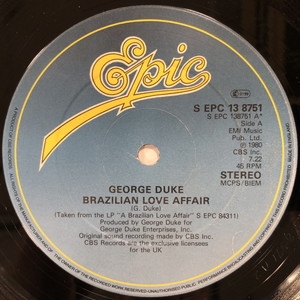 Epic
S EPC 13 8751
S EPC 138751 A*
Side A
EMI Music
Pub. Ltd.
℗ 1980
CBS Inc.
7.22
45 RPM
STEREO
MCPS/BIEM
GEORGE DUKE
BRAZILIAN LOVE AFFAIR
(G. Duke)
(Taken from the LP "A Brazilian Love Affair" S EPC 84311)
Produced by George Duke for
George Duke Enterprises, Inc.
Original sound recording made by CBS Inc.
CBS Records are the exclusive licensees
for the UK